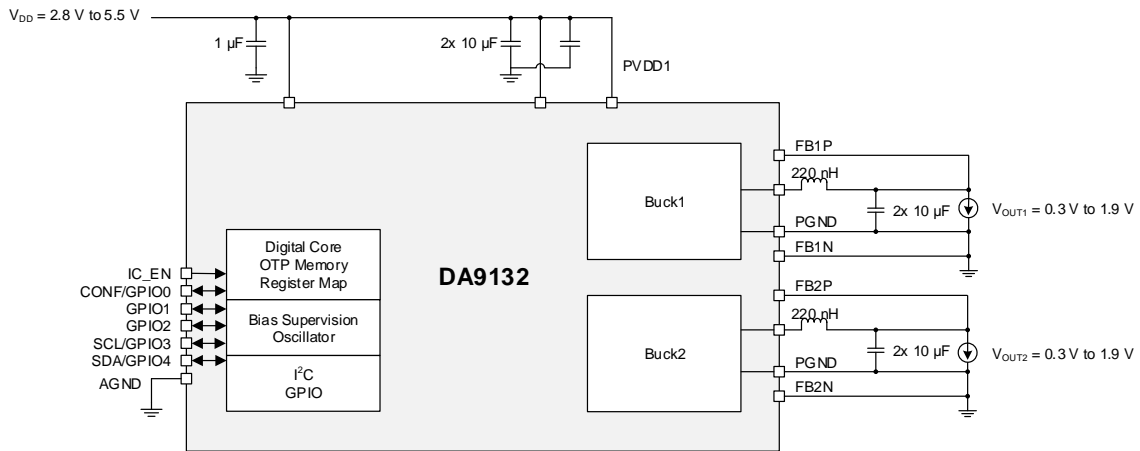 V_DD = 2.8 V to 5.5 V
1 µF
2x 10 µF
PVDD1
FB1P
220 nH
Buck1
2x 10 µF
V_OUT1 = 0.3 V to 1.9 V
PGND
FB1N
Digital Core
OTP Memory
Register Map
Bias Supervision
Oscillator
I²C
GPIO
IC_EN
CONF/GPIO0
GPIO1
GPIO2
SCL/GPIO3
SDA/GPIO4
AGND
DA9132
FB2P
220 nH
Buck2
2x 10 µF
V_OUT2 = 0.3 V to 1.9 V
PGND
FB2N